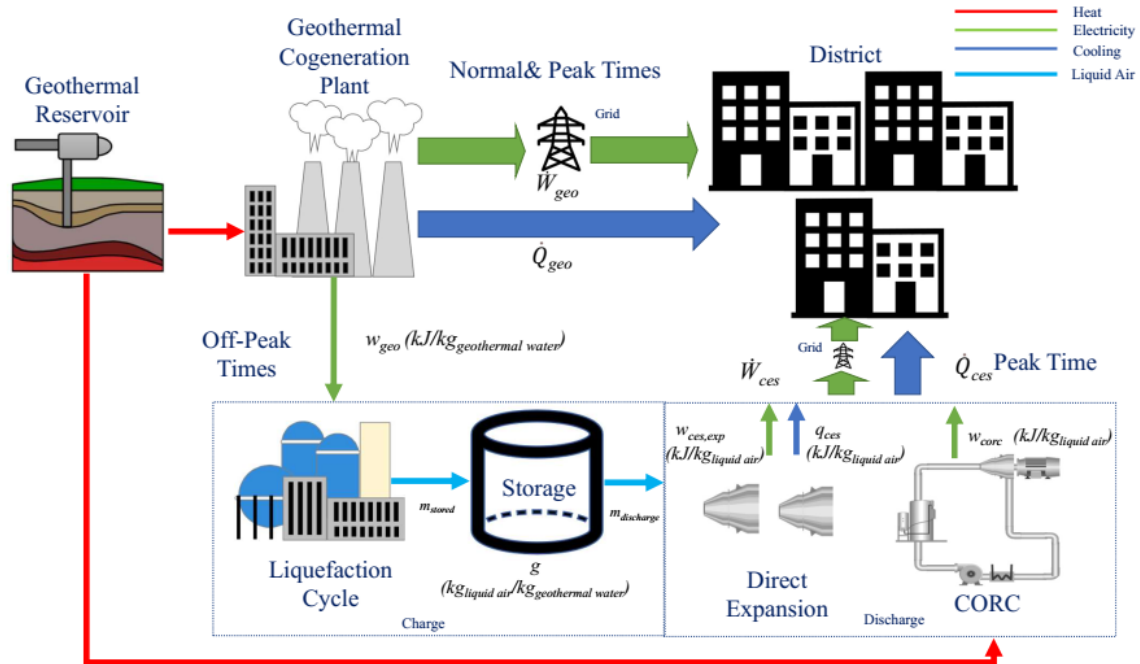 Heat
Electricity
Cooling
Liquid Air
Geothermal
Cogeneration
Plant
Normal& Peak Times
District
Geothermal
Reservoir
Grid
Ẇgeo
Q̇geo
Off-Peak
Times
wgeo (kJ/kggeothermal water)
Grid
Ẇces
Q̇ces Peak Time
wces,exp
(kJ/kgliquid air)
qces
(kJ/kgliquid air)
wcorc (kJ/kgliquid air)
Storage
mstored
mdischarge
Liquefaction
Cycle
g
(kgliquid air/kggeothermal water)
Direct
Expansion
CORC
Charge
Discharge